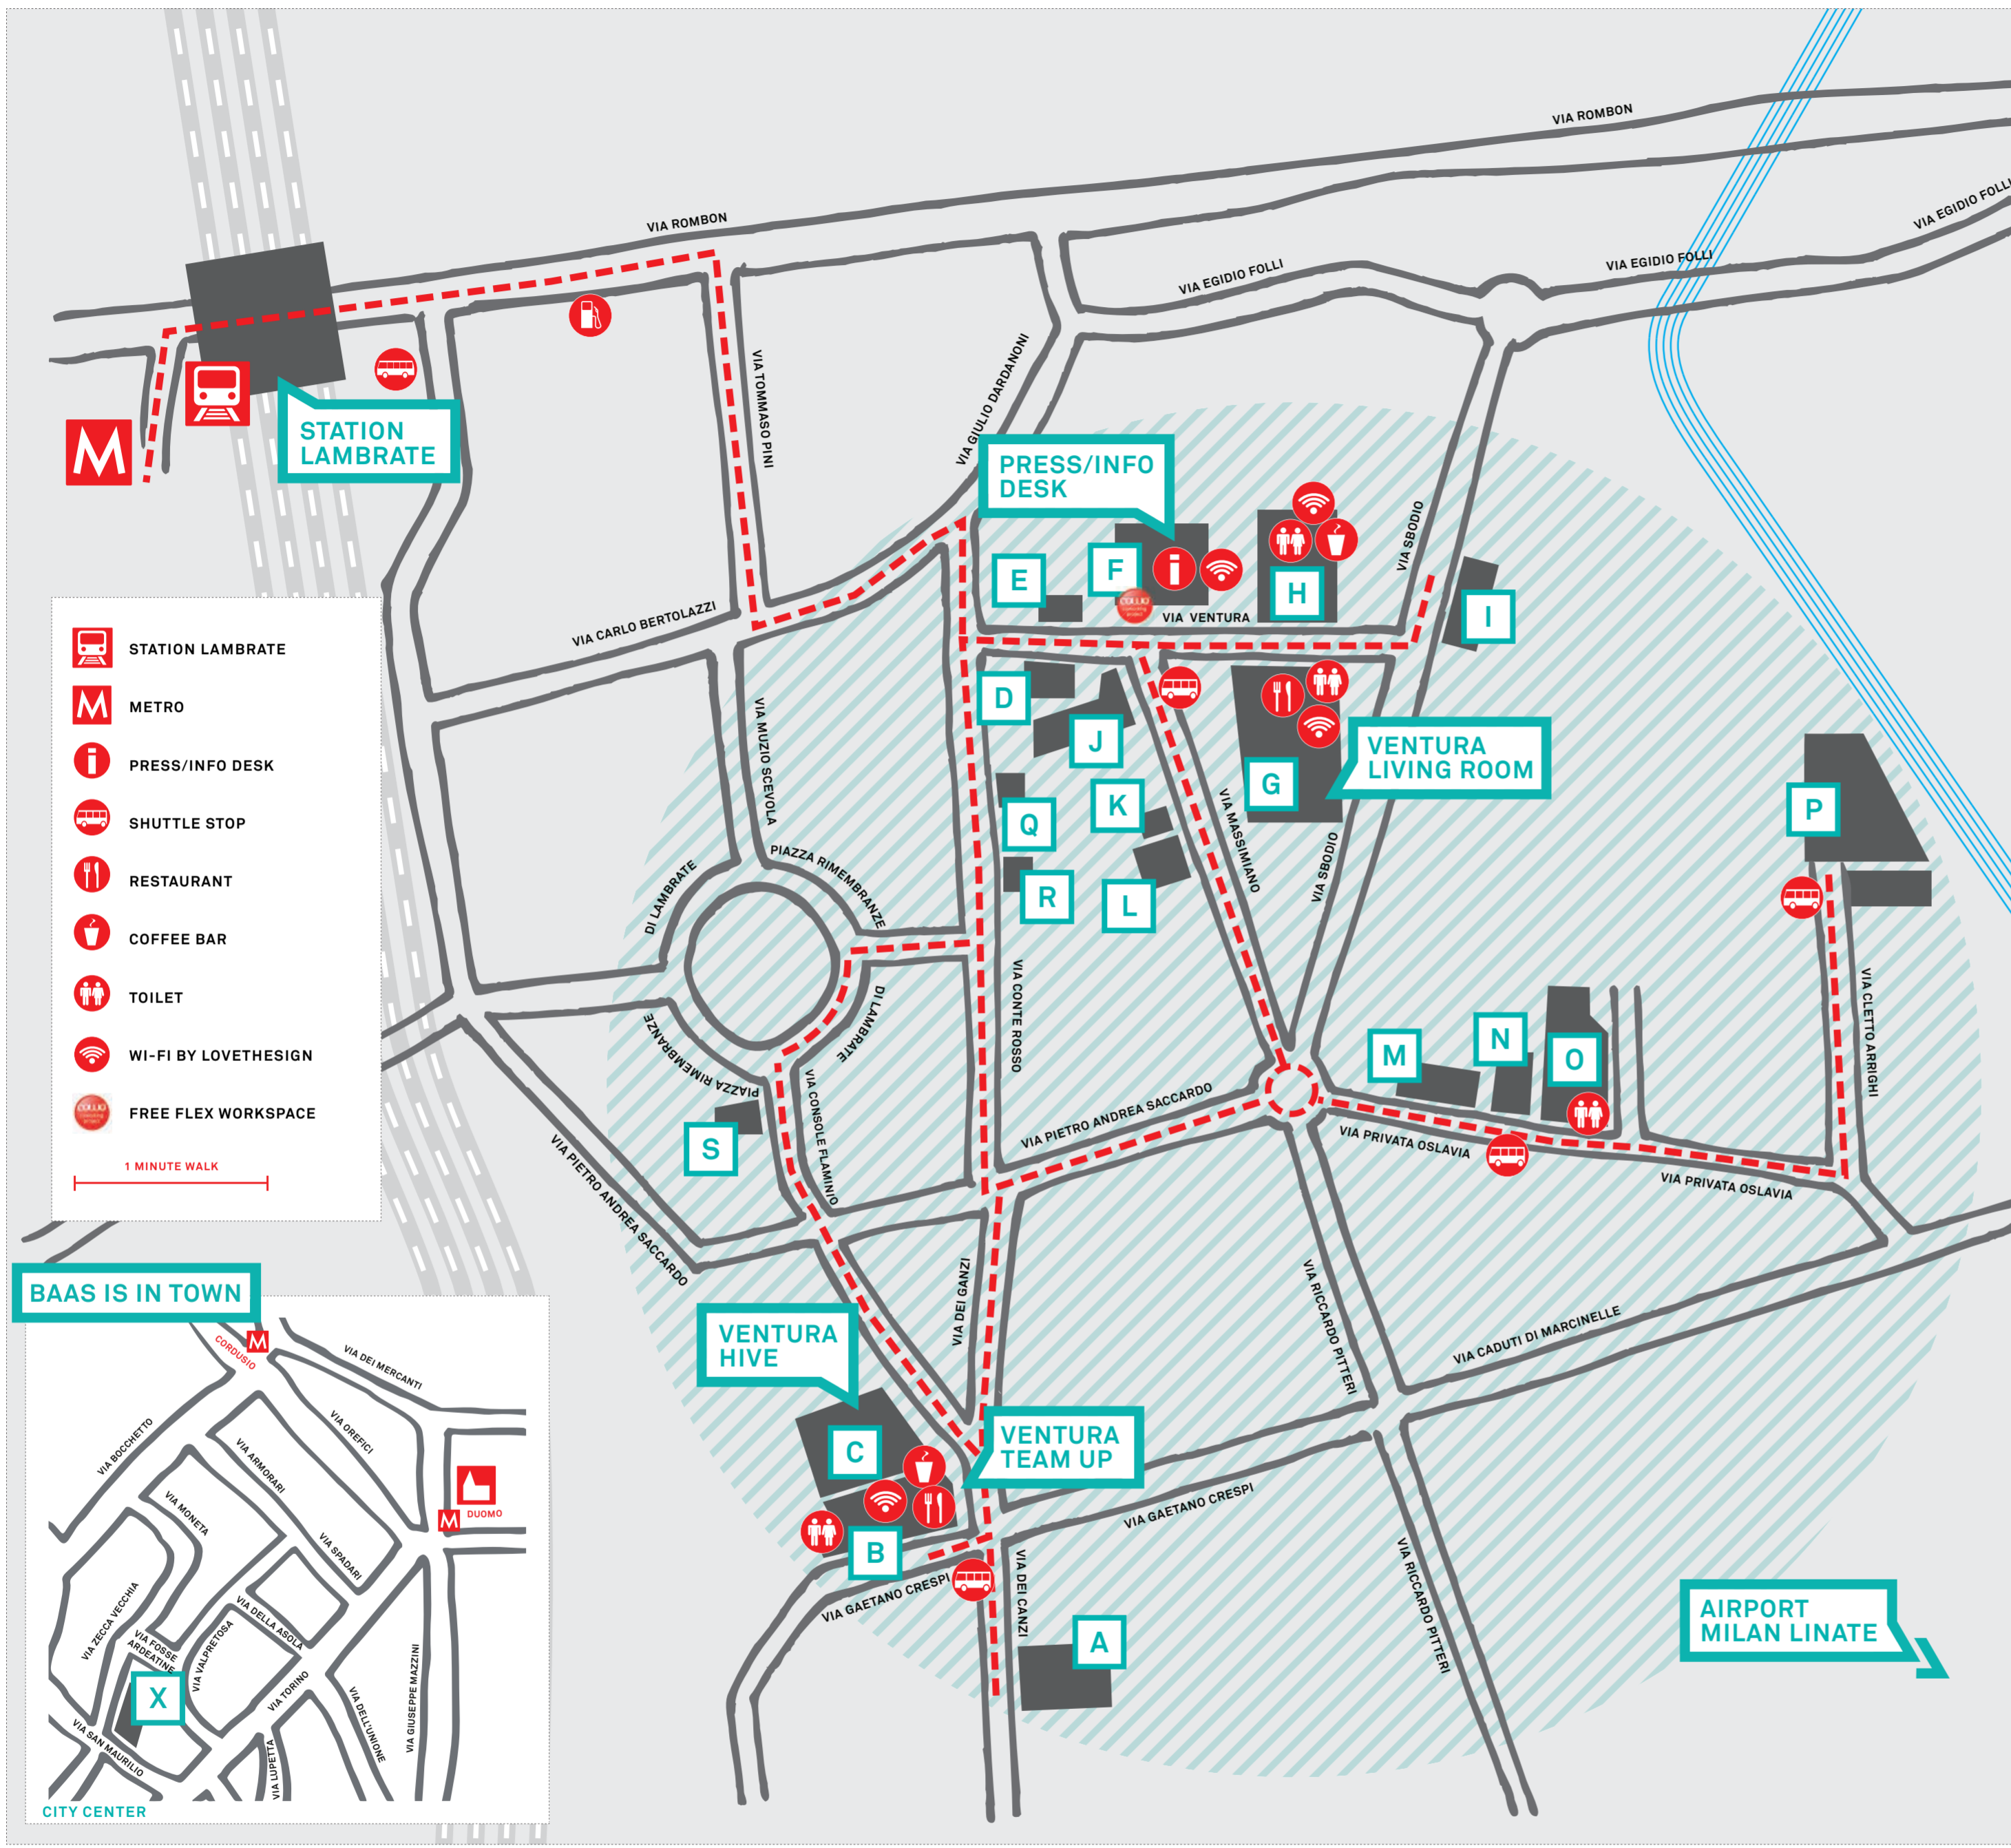 VIA ROMBON
VIA ROMBON
VIA EGIDIO FOLLI
VIA EGIDIO FOLLI
VIA EGIDIO FOLLI
VIA TOMMASO PINI
VIA GIULIO DARDANONI
M
STATION
LAMBRATE
PRESS/INFO
DESK
VIA SBODIO
E
F
H
I
VIA VENTURA
VIA CARLO BERTOLAZZI
STATION LAMBRATE
M
METRO
PRESS/INFO DESK
SHUTTLE STOP
RESTAURANT
COFFEE BAR
TOILET
WI-FI BY LOVETHESIGN
FREE FLEX WORKSPACE
1 MINUTE WALK
D
J
VIA MUZIO SCEVOLA
Q
K
G
VENTURA
LIVING ROOM
P
R
L
VIA MASSIMIANO
VIA SBODIO
PIAZZA RIMEMBRANZE
DI LAMBRATE
DI LAMBRATE
PIAZZA RIMEMBRANZE
VIA CONTE ROSSO
VIA CLETTO ARRIGHI
M
N
O
S
VIA CONSOLE FLAMINIO
VIA PIETRO ANDREA SACCARDO
VIA PIETRO ANDREA SACCARDO
VIA PRIVATA OSLAVIA
VIA PRIVATA OSLAVIA
VIA DEI GANZI
VIA RICCARDO PITTERI
VIA CADUTI DI MARCINELLE
VENTURA
HIVE
VENTURA
TEAM UP
C
B
VIA GAETANO CRESPI
VIA GAETANO CRESPI
VIA DEI CANZI
A
VIA RICCARDO PITTERI
AIRPORT
MILAN LINATE
BAAS IS IN TOWN
M
CORDUSIO
VIA DEI MERCANTI
VIA BOCCHETTO
VIA OREFICI
VIA ARMORARI
VIA MONETA
VIA SPADARI
M
DUOMO
VIA ZECCA VECCHIA
VIA DELLA ASOLA
VIA FOSSE
ARDEATINE
VIA VALPRETOSA
X
VIA TORINO
VIA DELL'UNIONE
VIA GIUSEPPE MAZZINI
VIA SAN MAURILIO
VIA LUPETTA
CITY CENTER